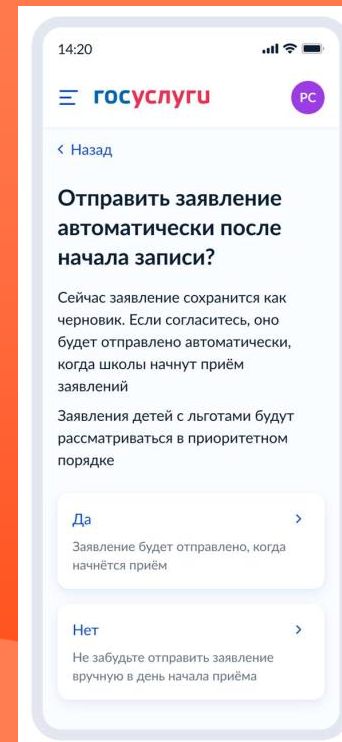 14:20
госуслуги
РС
Назад
Отправить заявление
автоматически после
начала записи?
Сейчас заявление сохранится как
черновик. Если согласитесь, оно
будет отправлено автоматически,
когда школы начнут приём
заявлений
Заявления детей с льготами будут
рассматриваться в приоритетном
порядке
Да
Заявление будет отправлено, когда
начнётся приём
Нет
Не забудьте отправить заявление
вручную в день начала приёма